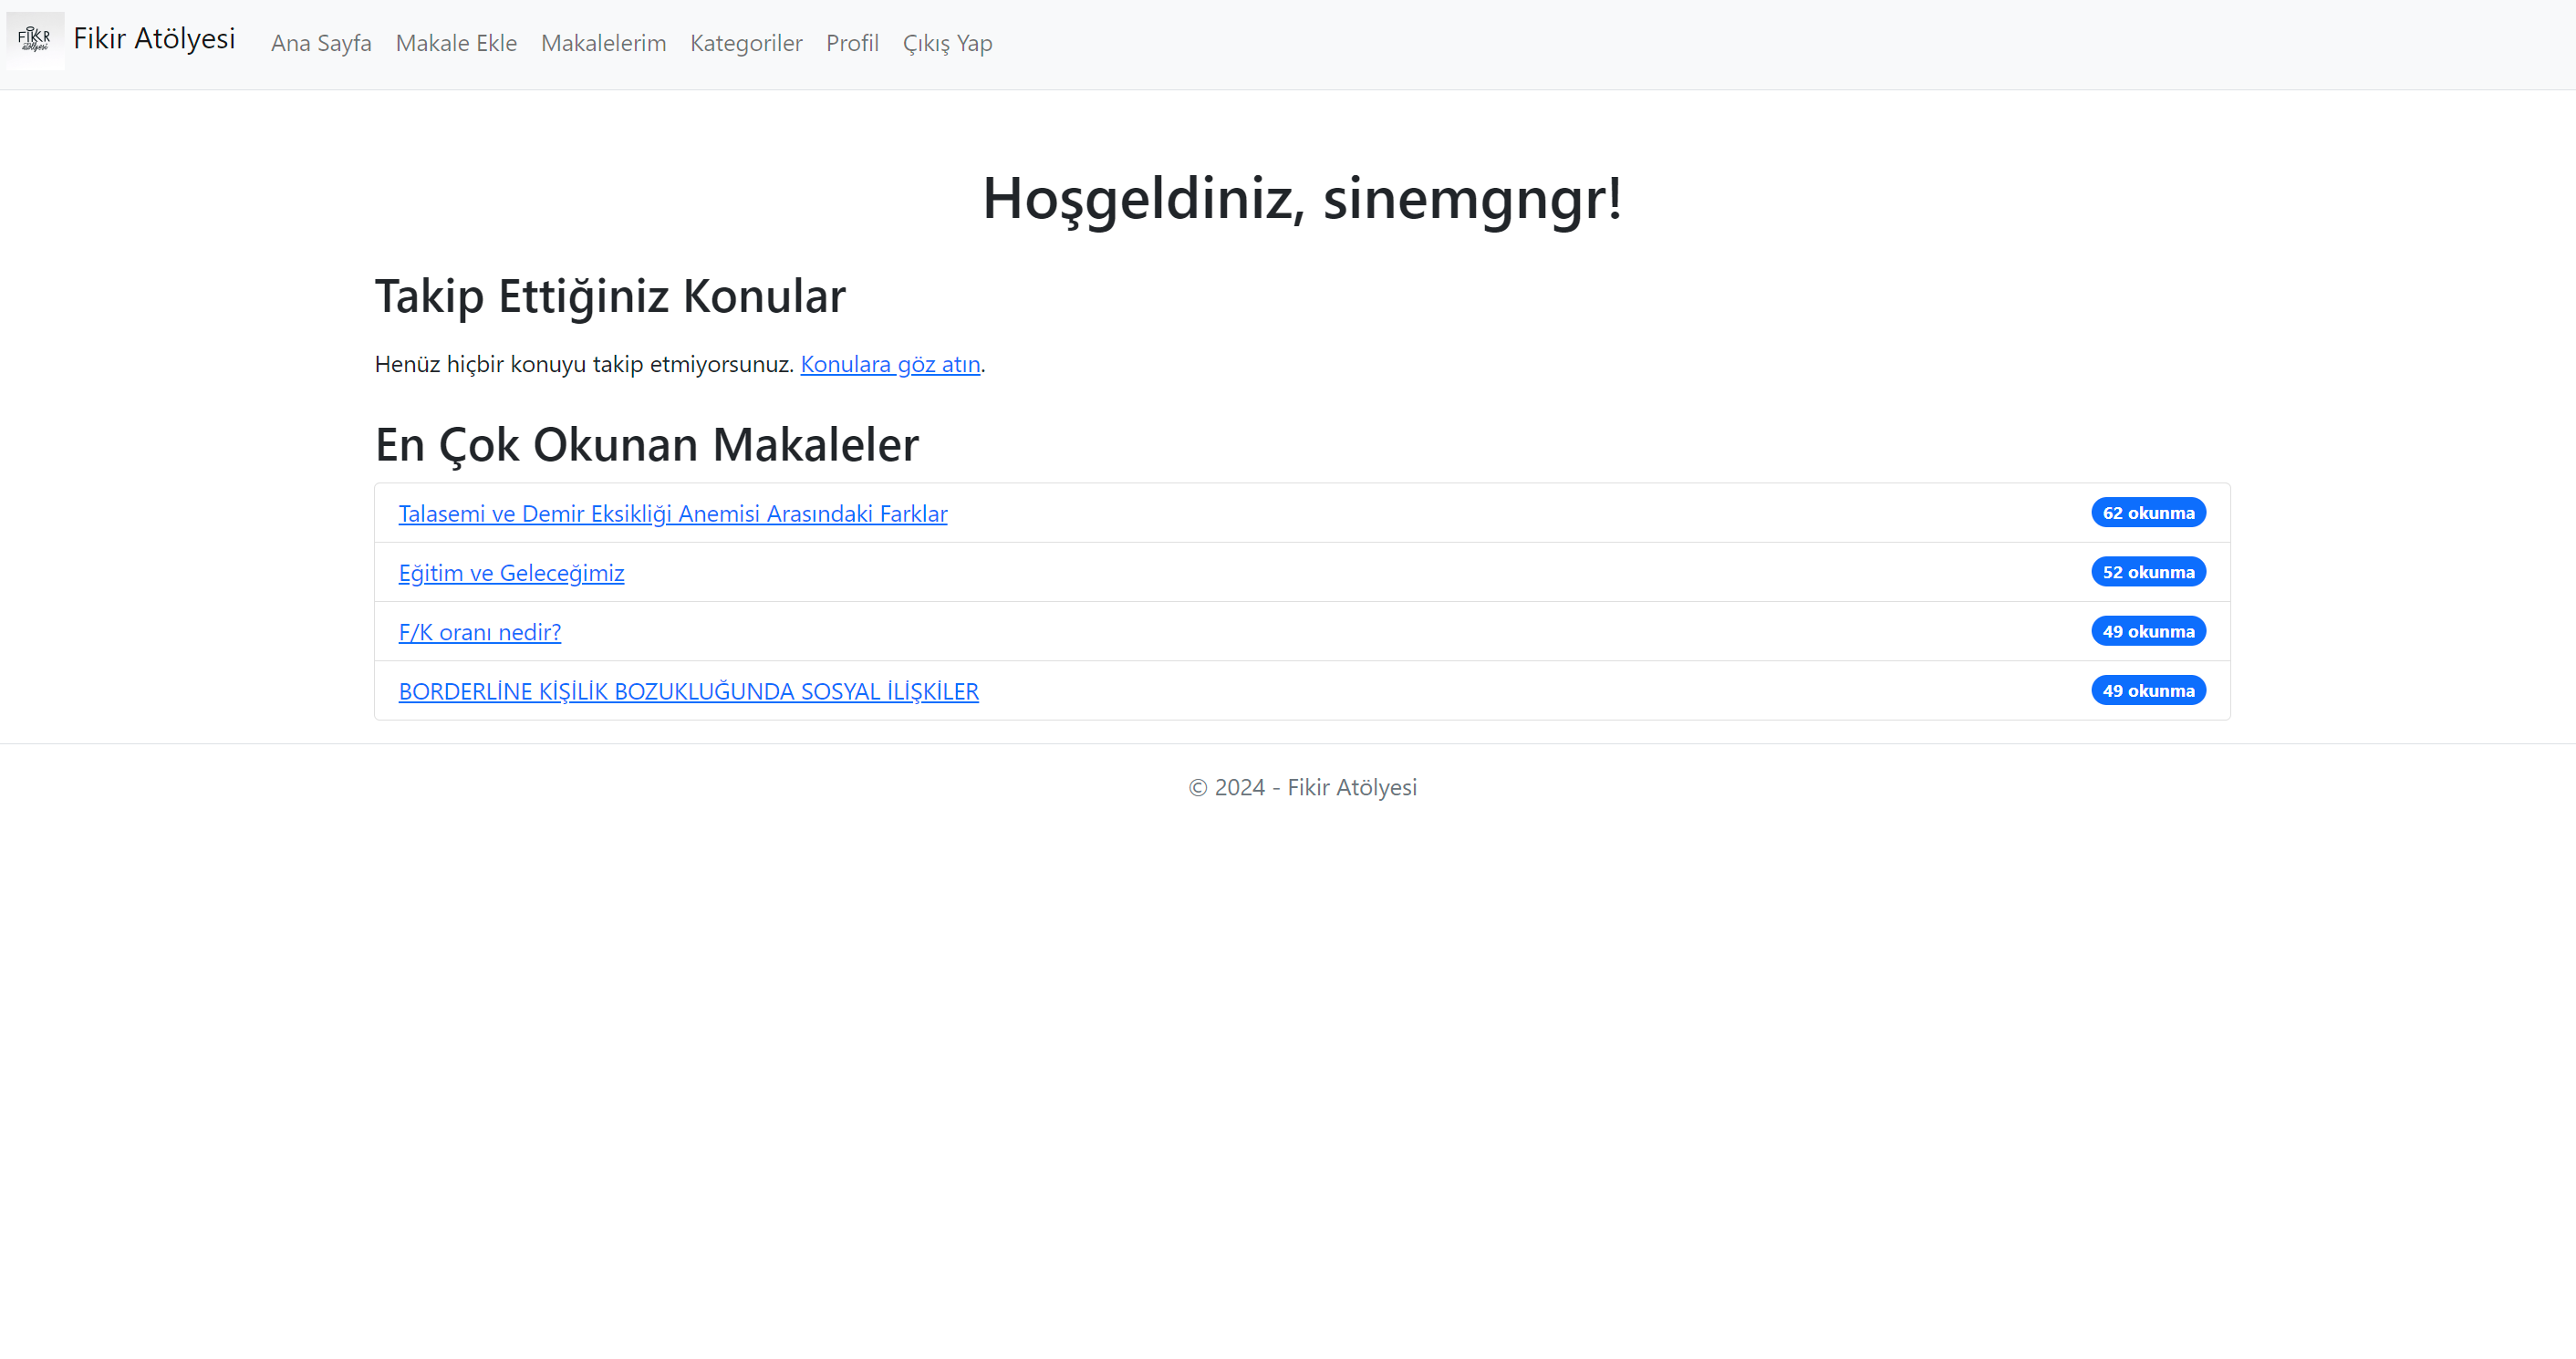 FİKİR
atölyesi
Fikir Atölyesi
Ana Sayfa Makale Ekle Makalelerim Kategoriler Profil Çıkış Yap
Hoşgeldiniz, sinemgngr!
Takip Ettiğiniz Konular
Henüz hiçbir konuyu takip etmiyorsunuz. Konulara göz atın.
En Çok Okunan Makaleler
Talasemi ve Demir Eksikliği Anemisi Arasındaki Farklar 62 okunma
Eğitim ve Geleceğimiz 52 okunma
F/K oranı nedir? 49 okunma
BORDERLİNE KİŞİLİK BOZUKLUĞUNDA SOSYAL İLİŞKİLER 49 okunma
© 2024 - Fikir Atölyesi